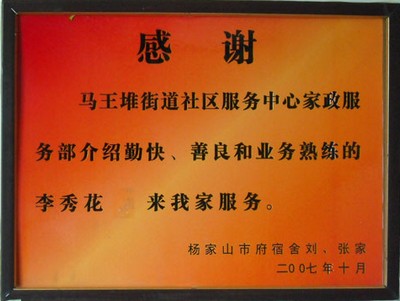 感 谢
马王堆街道社区服务中心家政服
务部介绍勤快、善良和业务熟练的
李秀花 来我家服务。
杨家山市府宿舍刘、张家
二00七年十月